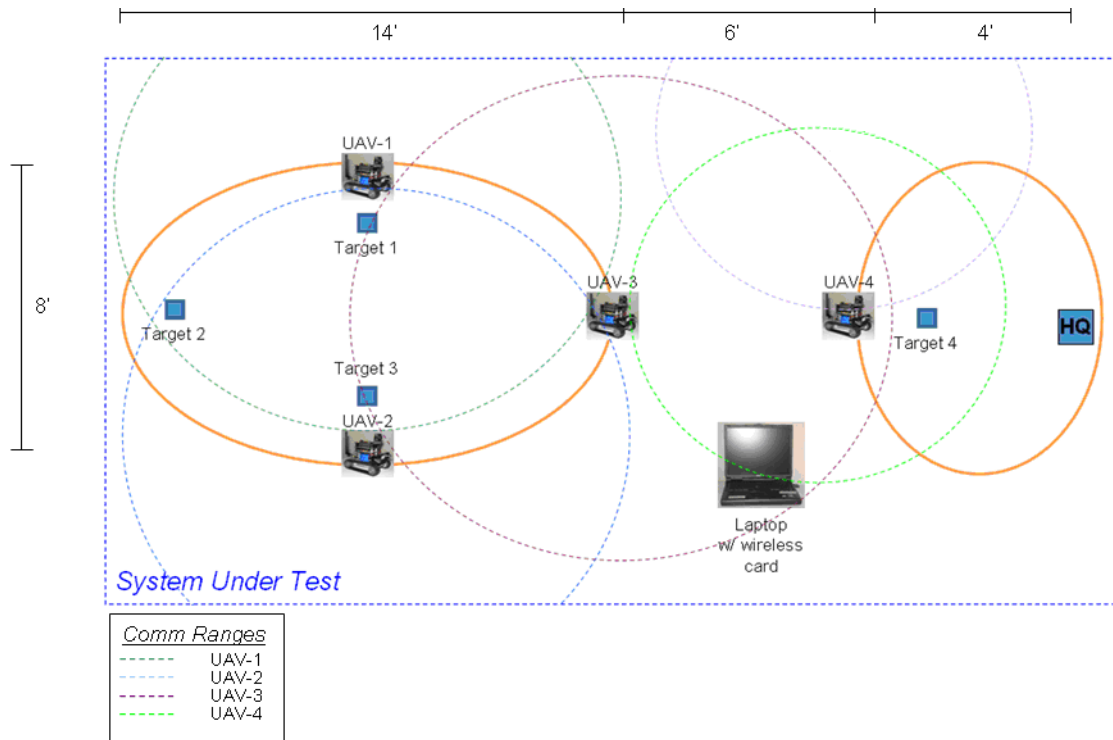 14'
6'
4'
8'
UAV-1
Target 1
UAV-3
UAV-4
Target 2
Target 4
HQ
Target 3
UAV-2
Laptop
w/ wireless
card
System Under Test
Comm Ranges
UAV-1
UAV-2
UAV-3
UAV-4